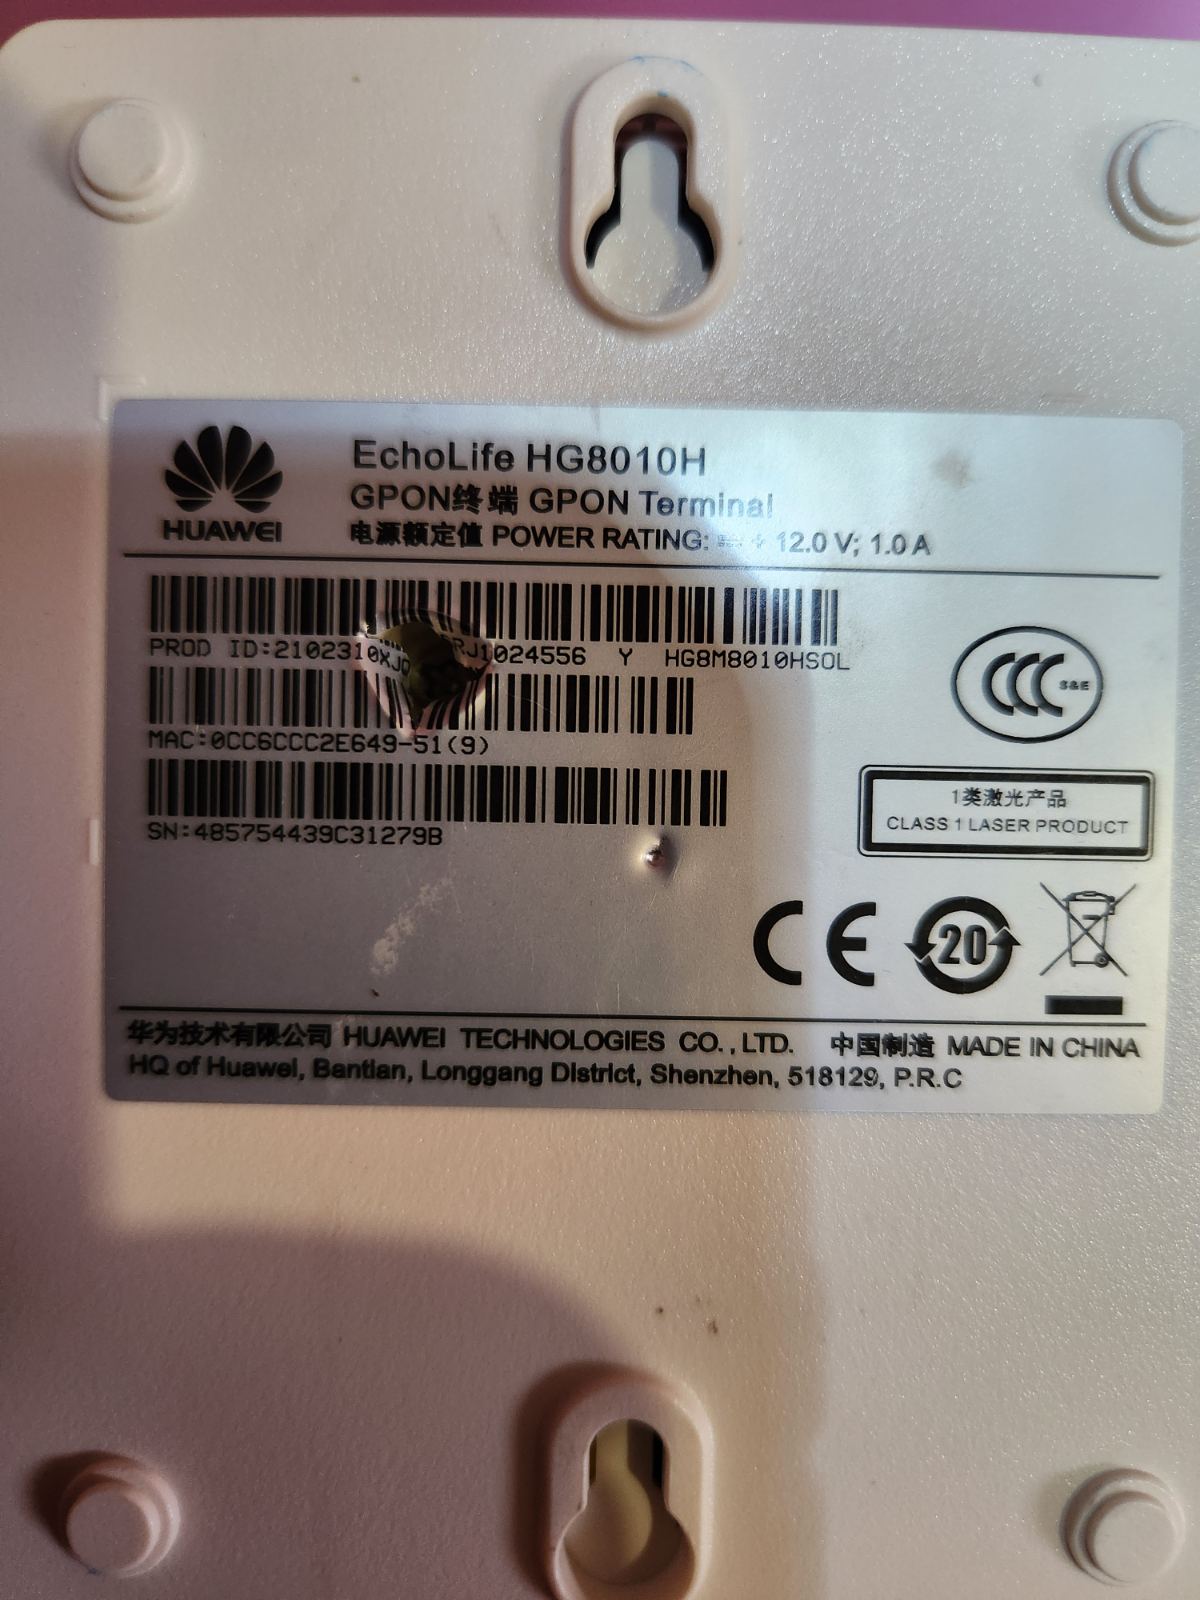 EchoLife HG8010H
GPON终端 GPON Terminal
HUAWEI
电源额定值 POWER RATING: 12.0 V; 1.0 A
PROD ID:2102310XJ RJ1024556 Y HG8M8010HSOL
MAC:0CC6CCC2E649-51(9)
SN:485754439C31279B
CCC S&E
1类激光产品
CLASS 1 LASER PRODUCT
CE 20
华为技术有限公司 HUAWEI TECHNOLOGIES CO.,LTD. 中国制造 MADE IN CHINA
HQ of Huawei, Bantian, Longgang District, Shenzhen, 518129, P.R.C